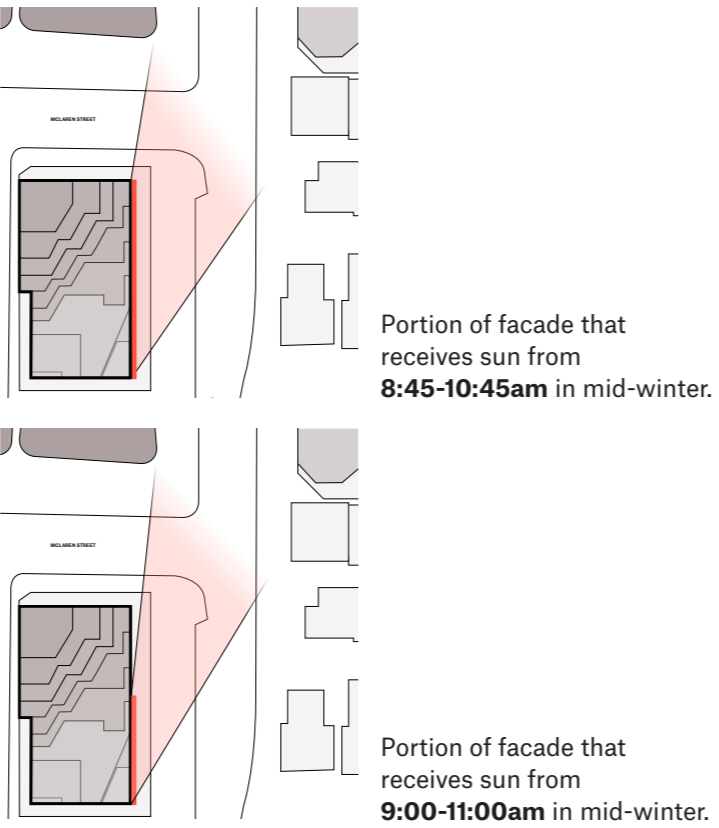 MCLAREN STREET
Portion of facade that
receives sun from
8:45-10:45am in mid-winter.
MCLAREN STREET
Portion of facade that
receives sun from
9:00-11:00am in mid-winter.